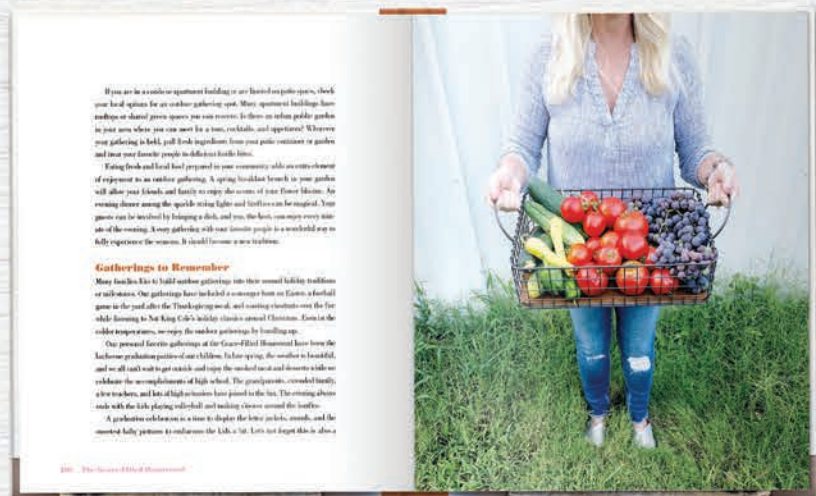 If you are in a condo or apartment building or are limited on patio space, check
your local options for an outdoor gathering spot. Many apartment buildings have
rooftops or shared green spaces you can reserve. Is there an urban public garden
in your area where you can meet for a tour, cocktails, and appetizers? Wherever
your gathering is held, pull fresh ingredients from your patio container or garden
and treat your favorite people to delicious edible bites.
Eating fresh and local food prepared in your community adds an extra element
of enjoyment to an outdoor gathering. A spring breakfast brunch in your garden
will allow your friends and family to enjoy the scents of your flower blooms. An
evening dinner among the sparkle string lights and fireflies can be magical. Your
guests can be involved by bringing a dish, and you, the host, can enjoy every min-
ute of the evening. A cozy gathering with your favorite people is a wonderful way to
fully experience the seasons. It should become a new tradition.
Gatherings to Remember
Many families like to build outdoor gatherings into their annual holiday traditions
or milestones. Our gatherings have included a scavenger hunt on Easter, a football
game in the yard after the Thanksgiving meal, and roasting chestnuts over the fire
while listening to Nat King Cole's holiday classics around Christmas. Even in the
colder temperatures, we enjoy the outdoor gatherings by bundling up.
Our personal favorite gatherings at the Grace-Filled Homestead have been the
barbecue graduation parties of our children. In late spring, the weather is beautiful,
and we all can't wait to get outside and enjoy the smoked meat and desserts while we
celebrate the accomplishments of high school. The grandparents, extended family,
a few teachers, and lots of high schoolers have joined in the fun. The evening always
ends with the kids playing volleyball and making s'mores around the bonfire.
A graduation celebration is a time to display the letter jackets, awards, and the
sweetest baby pictures to embarrass the kids a bit. Let's not forget this is also a
The Grace-Filled Homestead